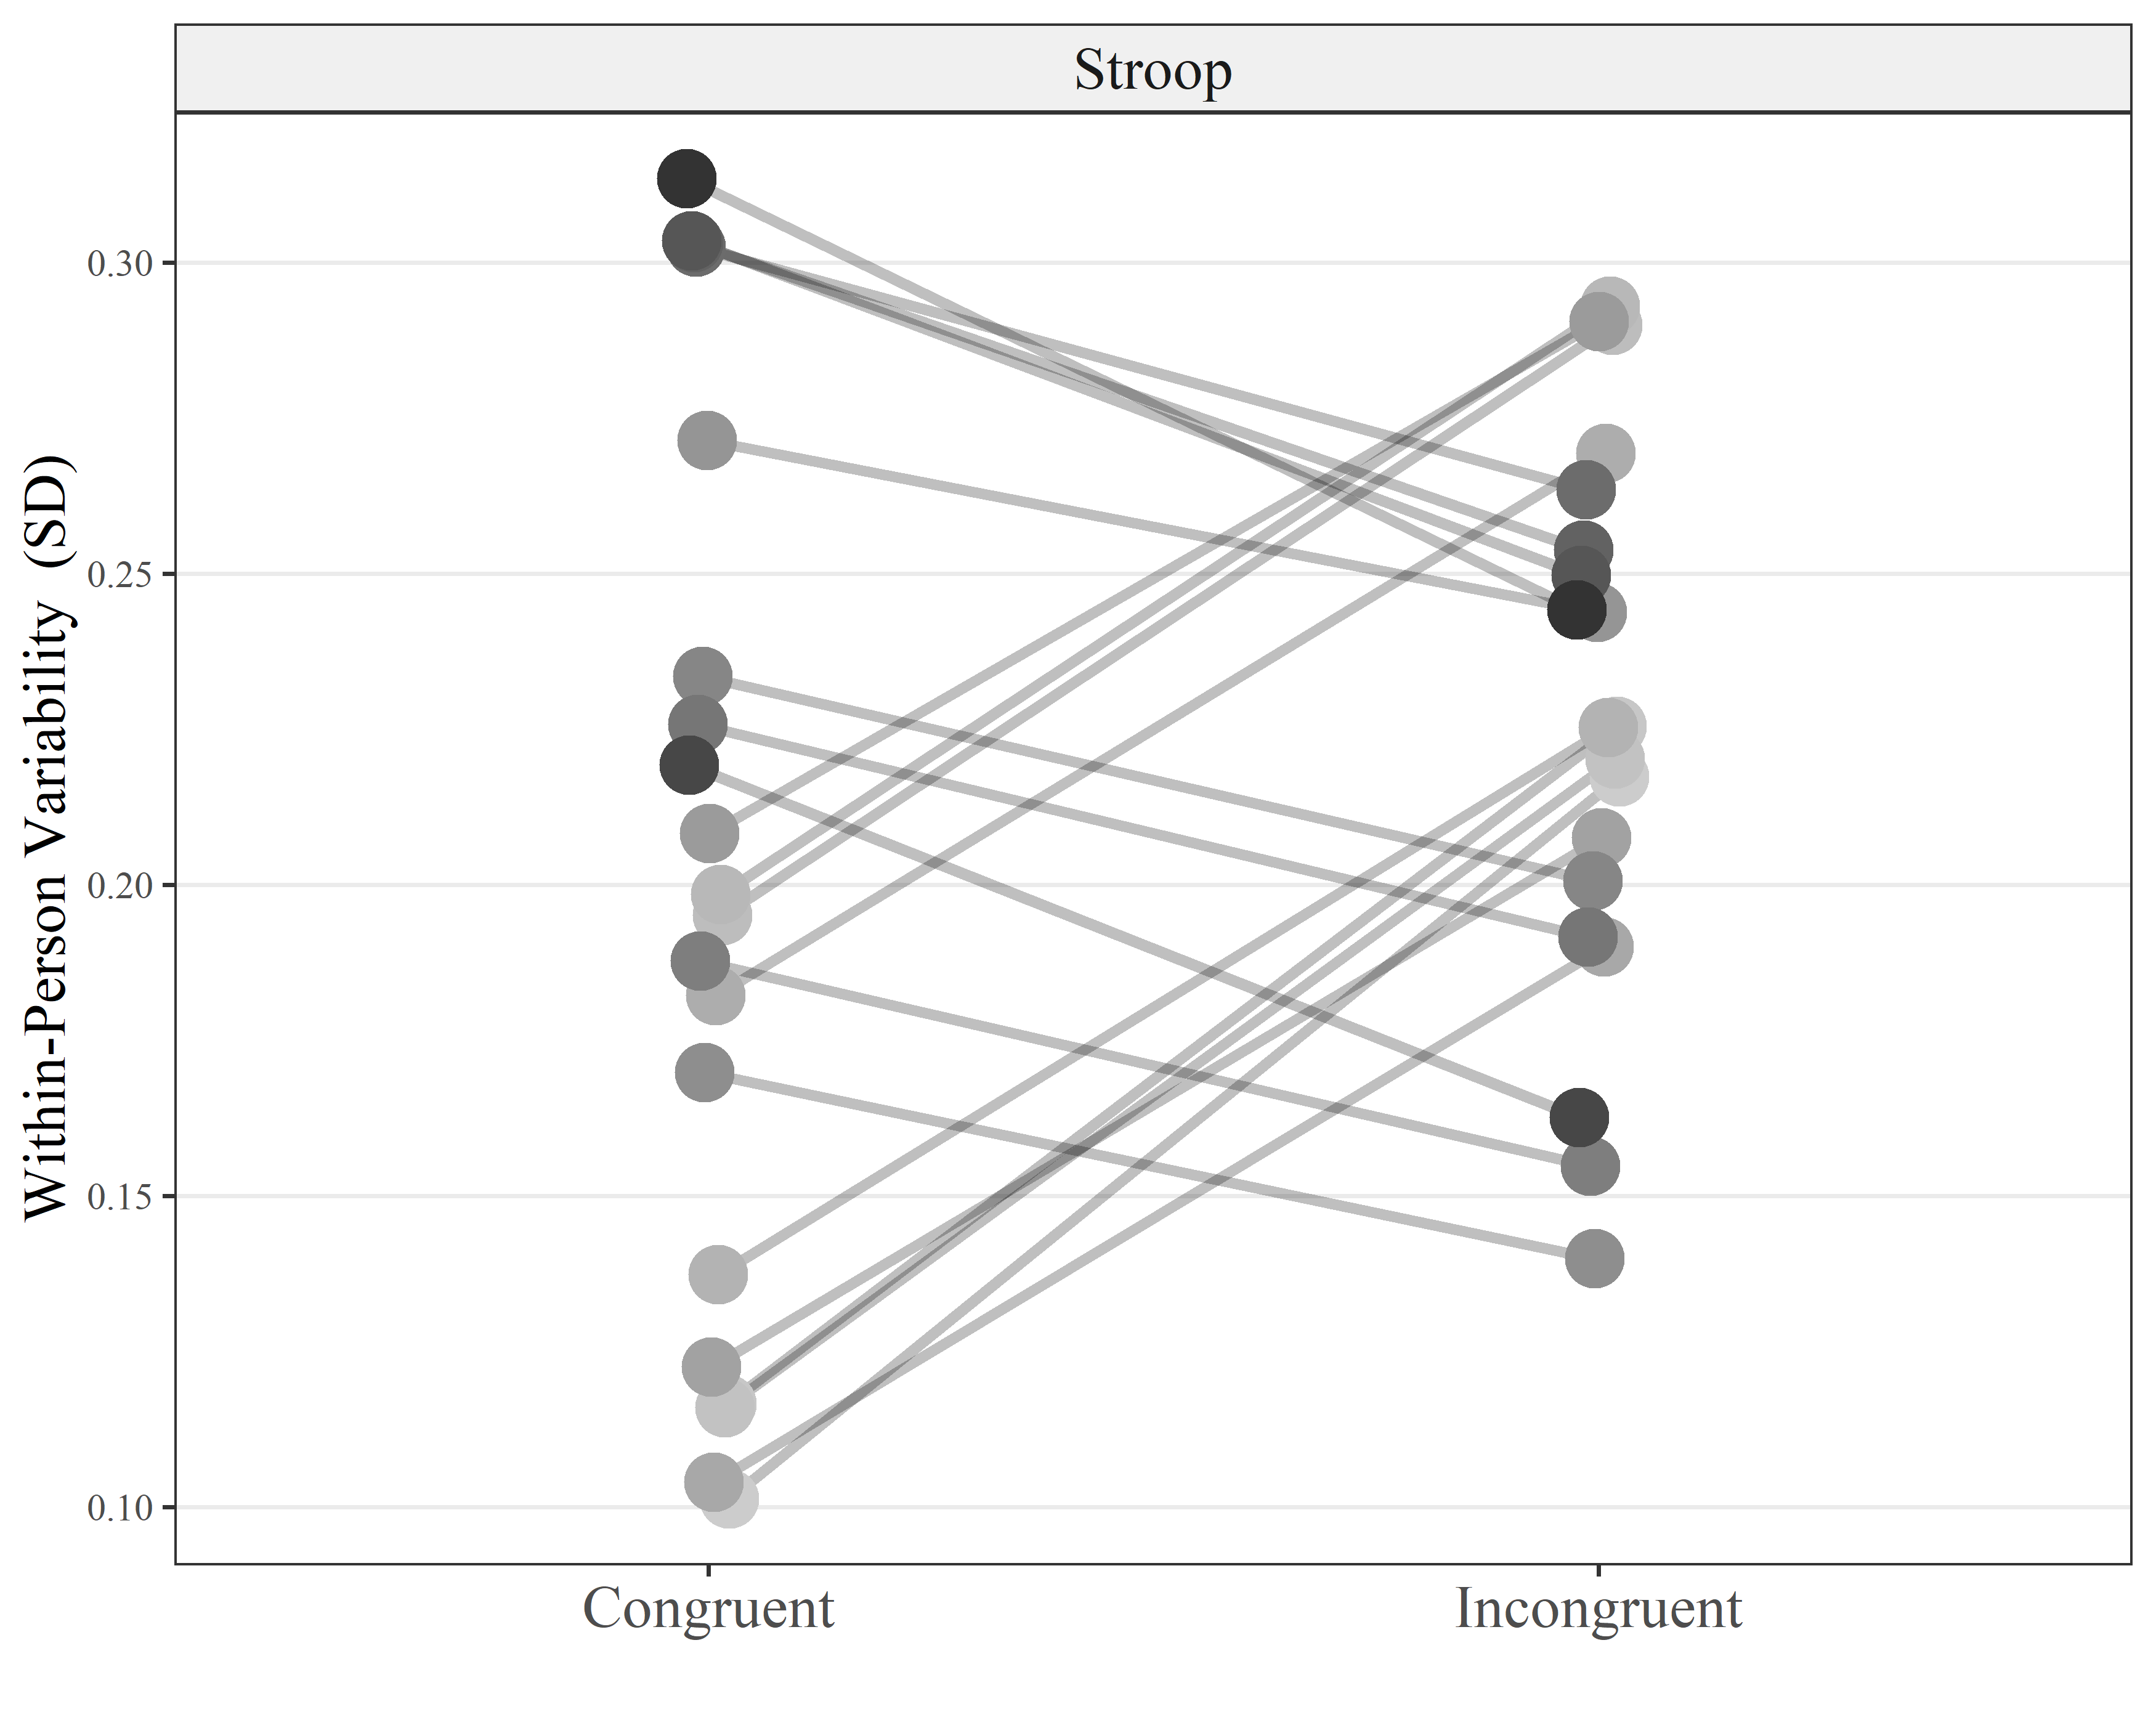 Stroop
Within-Person Variability (SD)
0.30
0.25
0.20
0.15
0.10
Congruent
Incongruent